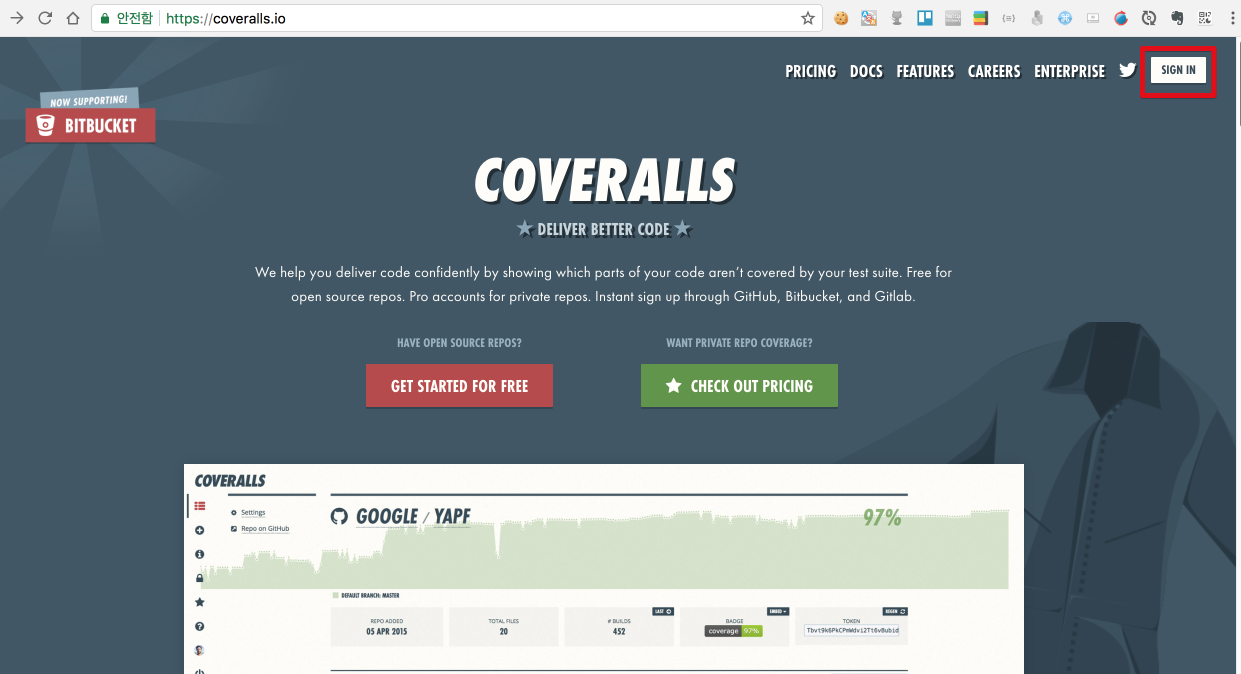 안전함 https://coveralls.io
PRICING DOCS FEATURES CAREERS ENTERPRISE SIGN IN
NOW SUPPORTING!
BITBUCKET
COVERALLS
DELIVER BETTER CODE
We help you deliver code confidently by showing which parts of your code aren't covered by your test suite. Free for
open source repos. Pro accounts for private repos. Instant sign up through GitHub, Bitbucket, and Gitlab.
HAVE OPEN SOURCE REPOS? WANT PRIVATE REPO COVERAGE?
GET STARTED FOR FREE CHECK OUT PRICING
COVERALLS
Settings
Repo on GitHub
GOOGLE / YAPF 97%
DEFAULT BRANCH: MASTER
LAST EMBED REGEN
REPO ADDED TOTAL FILES # BUILDS BADGE TOKEN
05 APR 2015 20 452 coverage 97% Tbvt9k6PkCPmWdvi2Tt6vBubid